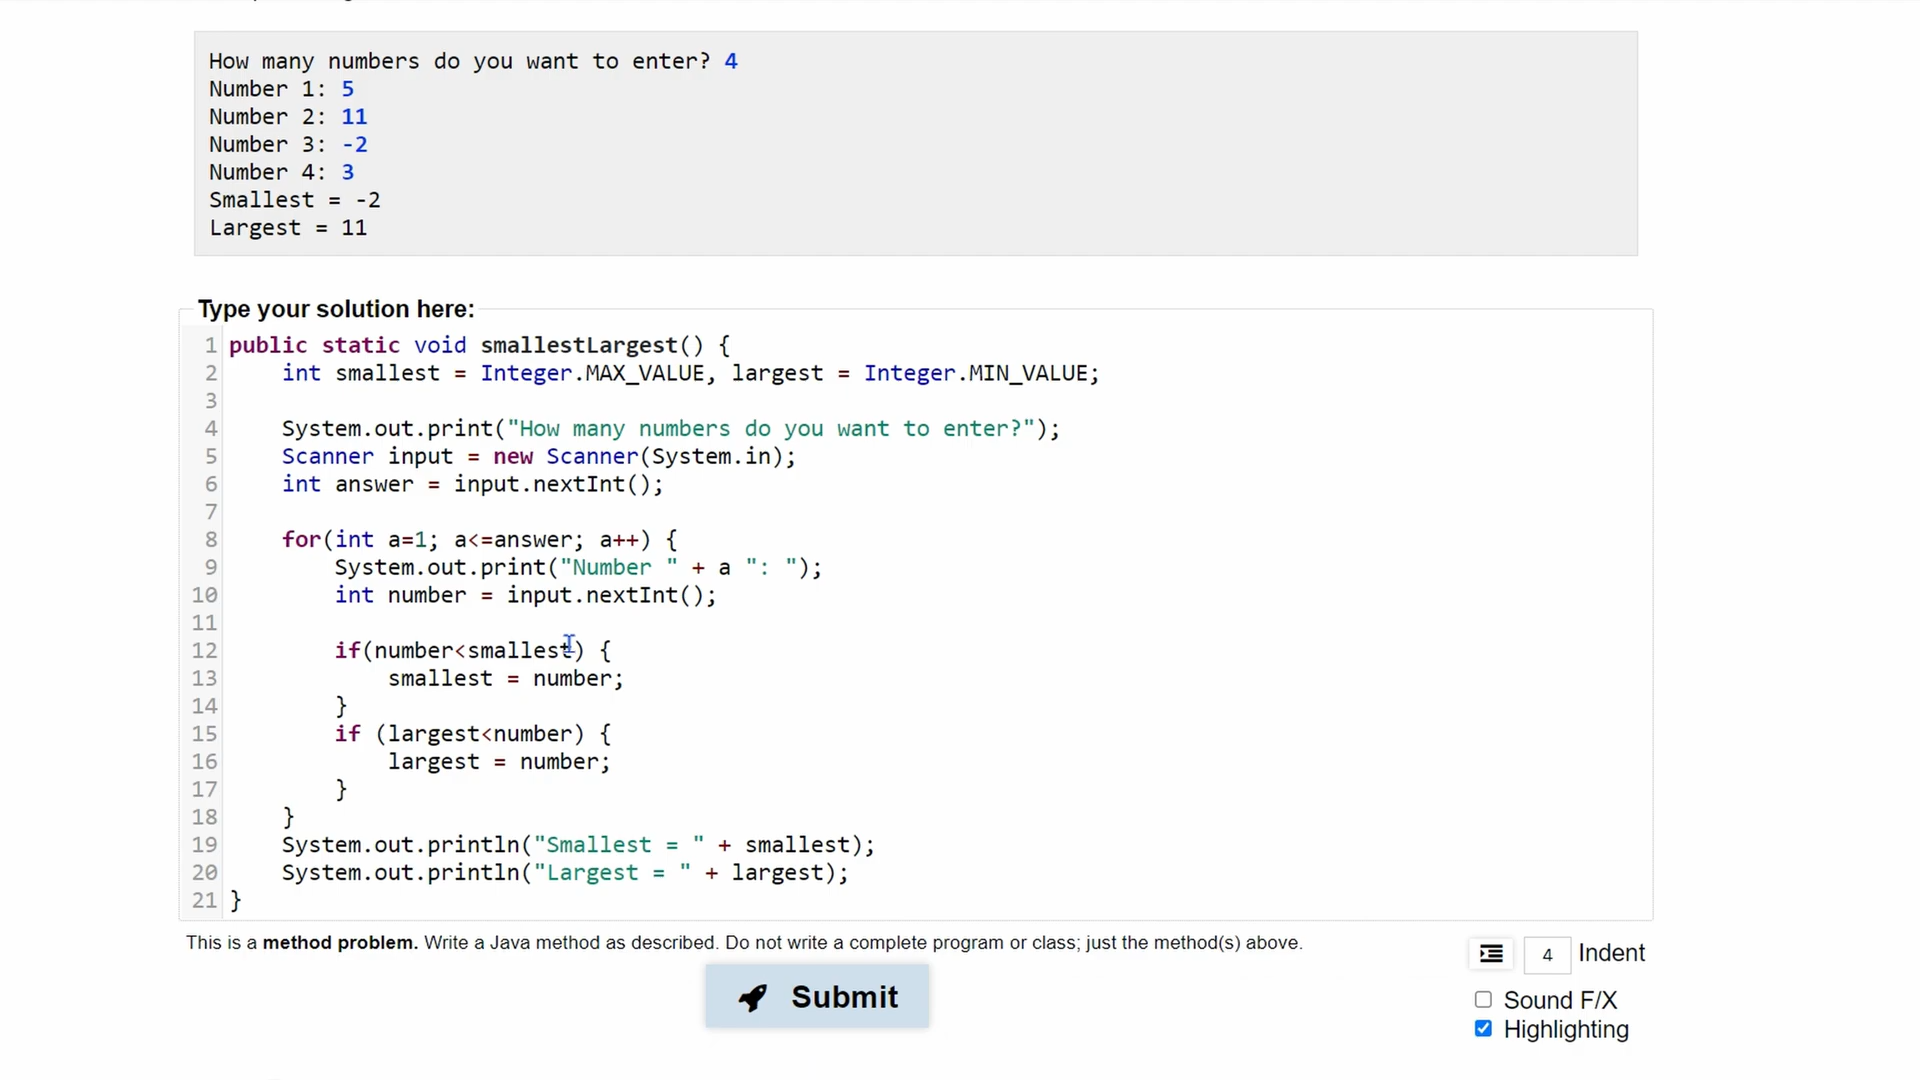 How many numbers do you want to enter? 4
Number 1: 5
Number 2: 11
Number 3: -2
Number 4: 3
Smallest = -2
Largest = 11
Type your solution here:
1 public static void smallestLargest() {
2     int smallest = Integer.MAX_VALUE, largest = Integer.MIN_VALUE;
3
4     System.out.print("How many numbers do you want to enter?");
5     Scanner input = new Scanner(System.in);
6     int answer = input.nextInt();
7
8     for(int a=1; a<=answer; a++) {
9         System.out.print("Number " + a ": ");
10         int number = input.nextInt();
11
12         if(number<smallest) {
13             smallest = number;
14         }
15         if (largest<number) {
16             largest = number;
17         }
18     }
19     System.out.println("Smallest = " + smallest);
20     System.out.println("Largest = " + largest);
21 }
This is a method problem. Write a Java method as described. Do not write a complete program or class; just the method(s) above.
4 Indent
Submit
Sound F/X
Highlighting